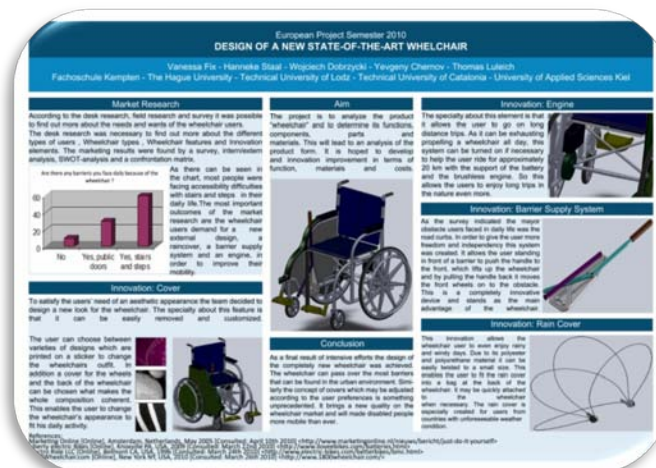 European Project Semester 2010
DESIGN OF A NEW STATE-OF-THE-ART WHELCHAIR
Vanessa Fix - Hanneke Staal - Wojciech Dobrzycki - Yevgeny Chernov - Thomas Luleich
Fachoschule Kempten - The Hague University - Technical University of Lodz - Technical University of Catalonia - University of Applied Sciences Kiel
Market Research
According to the desk research, field research and survey it was possible
to find out more about the needs and wants of the wheelchair users.
The desk research was necessary to find out more about the different
types of users , Wheelchair types , Wheelchair features and Innovation
elements. The marketing results were found by a survey, intern/extern
analysis, SWOT-analysis and a confrontation matrix.
Are there any barriers you face daily because of the
wheelchair ?
60
40
20
0
No
Yes, public
doors
Yes, stairs
and steps
As there can be seen in
the chart, most people were
facing accessibility difficulties
with stairs and steps in their
daily life.The most important
outcomes of the market
research are the wheelchair
users demand for a new
external design, a
raincover, a barrier supply
system and an engine, in
order to improve their
mobility.
Innovation: Cover
To satisfy the users' need of an aesthetic appearance the team decided to
design a new look for the wheelchair. The specialty about this feature is
that it can be easily removed and customized.
The user can choose between
varieties of designs which are
printed on a sticker to change
the wheelchairs outfit. In
addition a cover for the wheels
and the back of the wheelchair
can be chosen what makes the
whole composition coherent.
This enables the user to change
the wheelchair's appearance to
fit his daily activity.
References:
Aim
The project is to analyze the product
"wheelchair" and to determine its functions,
components, parts and
materials. This will lead to an analysis of the
product form. It is hoped to develop
and innovation improvement in terms of
function, materials and costs.
Conclusion
As a final result of intensive efforts the design of
the completely new wheelchair was achieved.
The wheelchair can pass over the most barriers
that can be found in the urban environment. Simi-
larly the concept of covers which may be adjusted
according to the user preferences is something
unprecedented. It brings a new quality on the
wheelchair market and will made disabled people
more mobile than ever.
Innovation: Engine
The specialty about this element is that
it allows the user to go on long
distance trips. As it can be exhausting
propelling a wheelchair all day, this
system can be turned on if necessary
to help the user ride for approximately
20 km with the support of the battery
and the brushless engine. So this
allows the users to enjoy long trips in
the nature even more.
Innovation: Barrier Supply System
As the survey indicated the major
obstacle users faced in daily life was the
road curbs. In order to give the user more
freedom and independency this system
was created. It allows the user standing
in front of a barrier to push the handle to
the front, which lifts up the wheelchair
and by pulling the handle back it moves
the front wheels on to the obstacle.
This is a completely innovative
device and stands as the main
advantage of the wheelchair.
Innovation: Rain Cover
This innovation allows the
wheelchair user to even enjoy rainy
and windy days. Due to its polyester
and polyurethane material it can be
easily twisted to a small size. This
enables the user to fit the rain cover
into a bag at the back of the
wheelchair. It may be quickly attached
to the wheelchair
when necessary. The rain cover is
especially created for users from
countries with unforeseeable weather
condition.